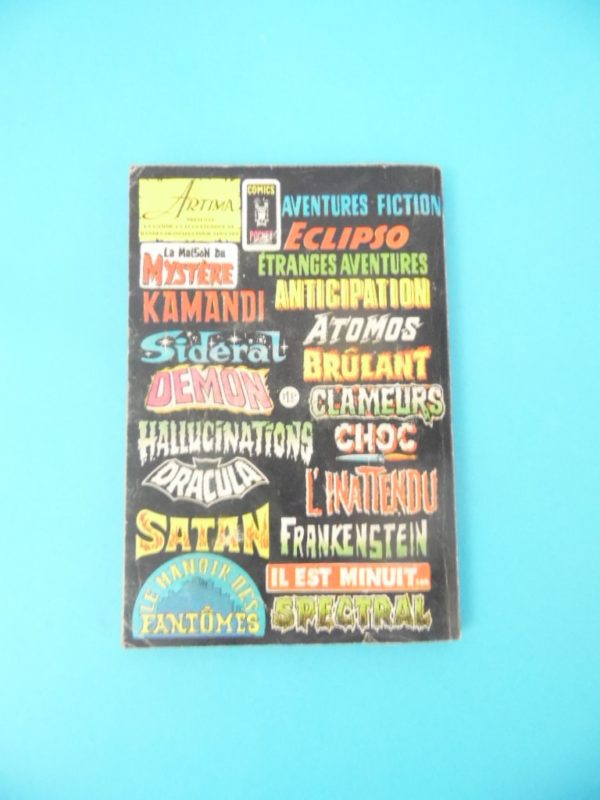 ARTIMA
PRÉSENTE
COMICS
POCKET
AVENTURES FICTION
ECLIPSO
LA MAISON DU
MYSTÈRE
ÉTRANGES AVENTURES
KAMANDI
ANTICIPATION
ATOMOS
Sidéral
BRÛLANT
DEMON
CLAMEURS
HALLUCINATIONS
CHOC
DRACULA
L'INATTENDU
SATAN
FRANKENSTEIN
LE MANOIR DES
FANTÔMES
IL EST MINUIT...
SPECTRAL